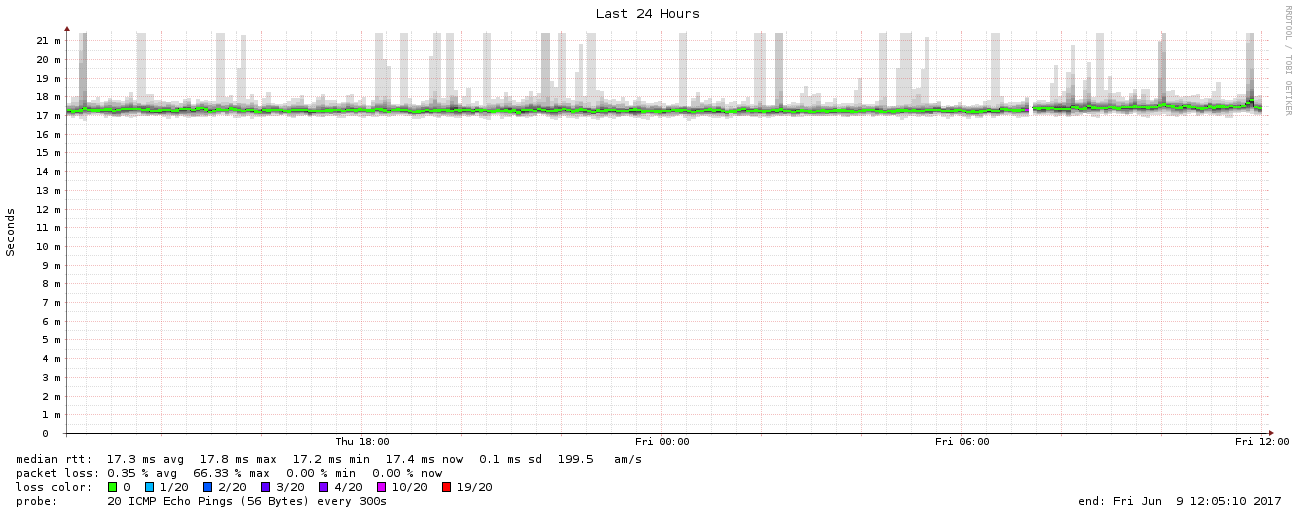 Last 24 Hours
RRDTOOL / TOBI OETIKER
Seconds
21 m
20 m
19 m
18 m
17 m
16 m
15 m
14 m
13 m
12 m
11 m
10 m
9 m
8 m
7 m
6 m
5 m
4 m
3 m
2 m
1 m
0
Thu 18:00 Fri 00:00 Fri 06:00 Fri 12:00
median rtt: 17.3 ms avg 17.8 ms max 17.2 ms min 17.4 ms now 0.1 ms sd 199.5 am/s
packet loss: 0.35 % avg 66.33 % max 0.00 % min 0.00 % now
loss color: 0 1/20 2/20 3/20 4/20 10/20 19/20
probe: 20 ICMP Echo Pings (56 Bytes) every 300s end: Fri Jun 9 12:05:10 2017